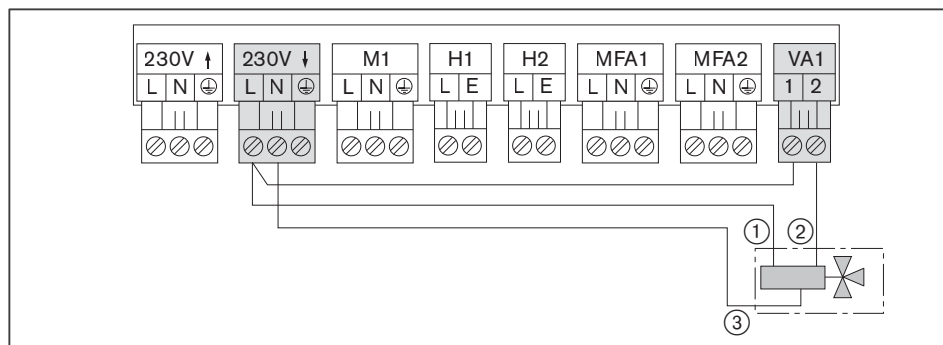 230V ↑ 230V ↓ M1 H1 H2 MFA1 MFA2 VA1
L N ⏚ L N ⏚ L N ⏚ L E L E L N ⏚ L N ⏚ 1 2
① ②
③